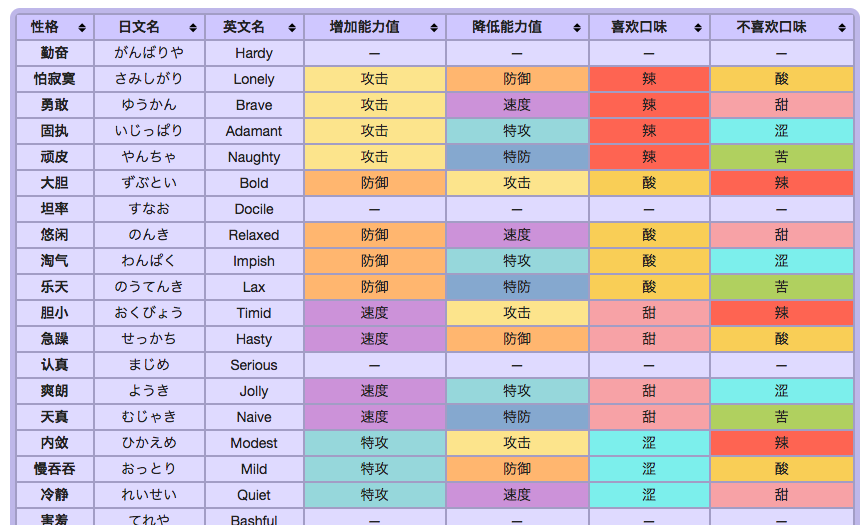 性格 日文名 英文名 增加能力值 降低能力值 喜欢口味 不喜欢口味
勤奋 がんばりや Hardy — — — —
怕寂寞 さみしがり Lonely 攻击 防御 辣 酸
勇敢 ゆうかん Brave 攻击 速度 辣 甜
固执 いじっぱり Adamant 攻击 特攻 辣 涩
顽皮 やんちゃ Naughty 攻击 特防 辣 苦
大胆 ずぶとい Bold 防御 攻击 酸 辣
坦率 すなお Docile — — — —
悠闲 のんき Relaxed 防御 速度 酸 甜
淘气 わんぱく Impish 防御 特攻 酸 涩
乐天 のうてんき Lax 防御 特防 酸 苦
胆小 おくびょう Timid 速度 攻击 甜 辣
急躁 せっかち Hasty 速度 防御 甜 酸
认真 まじめ Serious — — — —
爽朗 ようき Jolly 速度 特攻 甜 涩
天真 むじゃき Naive 速度 特防 甜 苦
内敛 ひかえめ Modest 特攻 攻击 涩 辣
慢吞吞 おっとり Mild 特攻 防御 涩 酸
冷静 れいせい Quiet 特攻 速度 涩 甜
害羞 てれや Bashful — — — —